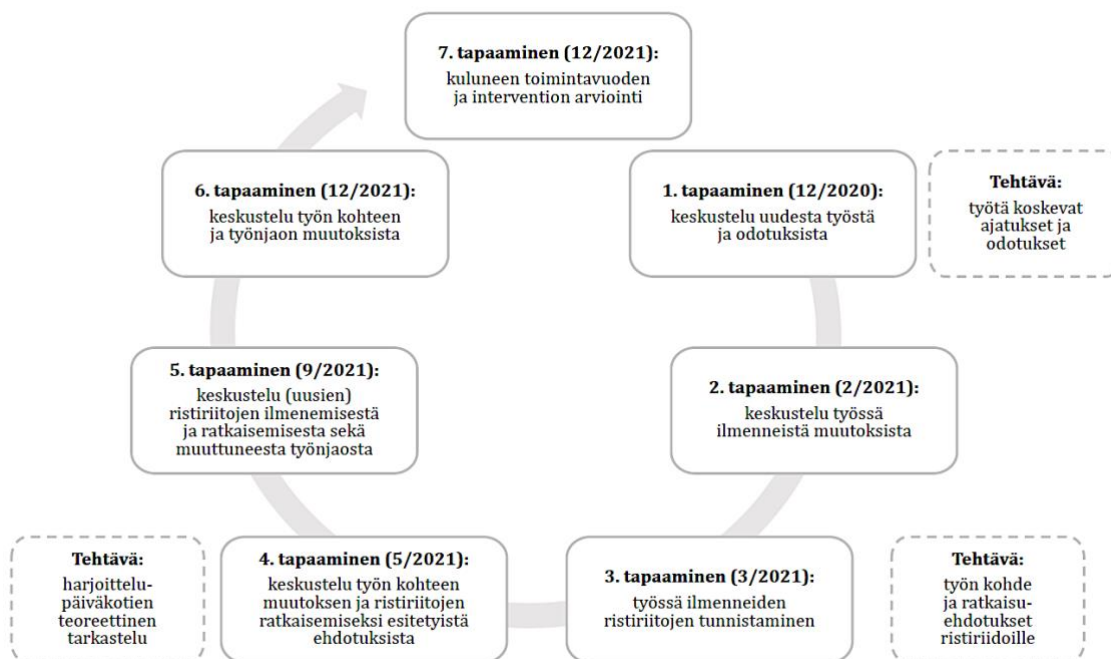 7. tapaaminen (12/2021):
kuluneen toimintavuoden
ja intervention arviointi
1. tapaaminen (12/2020):
keskustelu uudesta työstä
ja odotuksista
Tehtävä:
työtä koskevat
ajatukset ja
odotukset
2. tapaaminen (2/2021):
keskustelu työssä
ilmenneistä muutoksista
3. tapaaminen (3/2021):
työssä ilmenneiden
ristiriitojen tunnistaminen
Tehtävä:
työn kohde
ja ratkaisu-
ehdotukset
ristiriidoille
4. tapaaminen (5/2021):
keskustelu työn kohteen
muutoksen ja ristiriitojen
ratkaisemiseksi esitetyistä
ehdotuksista
Tehtävä:
harjoittelu-
päiväkotien
teoreettinen
tarkastelu
5. tapaaminen (9/2021):
keskustelu (uusien)
ristiriitojen ilmenemisestä
ja ratkaisemisesta sekä
muuttuneesta työnjaosta
6. tapaaminen (12/2021):
keskustelu työn kohteen
ja työnjaon muutoksista